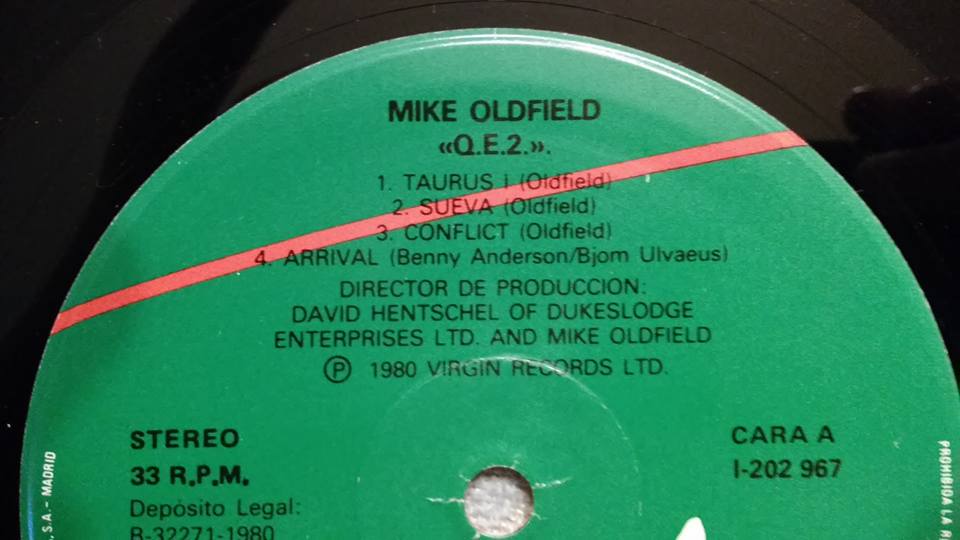 MIKE OLDFIELD
«Q.E.2.».
1. TAURUS I (Oldfield)
2. SUEVA (Oldfield)
3. CONFLICT (Oldfield)
4. ARRIVAL (Benny Anderson/Bjorn Ulvaeus)
DIRECTOR DE PRODUCCION:
DAVID HENTSCHEL OF DUKESLODGE
ENTERPRISES LTD. AND MIKE OLDFIELD
Ⓟ 1980 VIRGIN RECORDS LTD.
STEREO
33 R.P.M.
Depósito Legal:
B-32271-1980
CARA A
I-202 967
S.A.- MADRID
PROHIBIDA LA